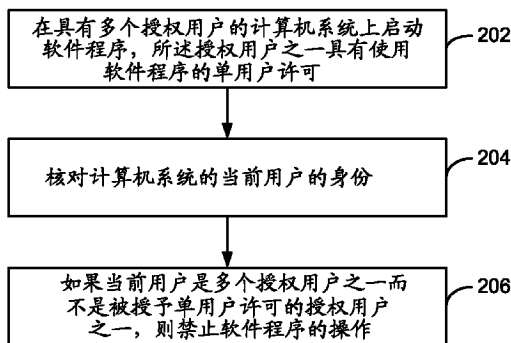 在具有多个授权用户的计算机系统上启动
软件程序，所述授权用户之一具有使用
软件程序的单用户许可
202
核对计算机系统的当前用户的身份
204
如果当前用户是多个授权用户之一而
不是被授予单用户许可的授权用户
之一，则禁止软件程序的操作
206